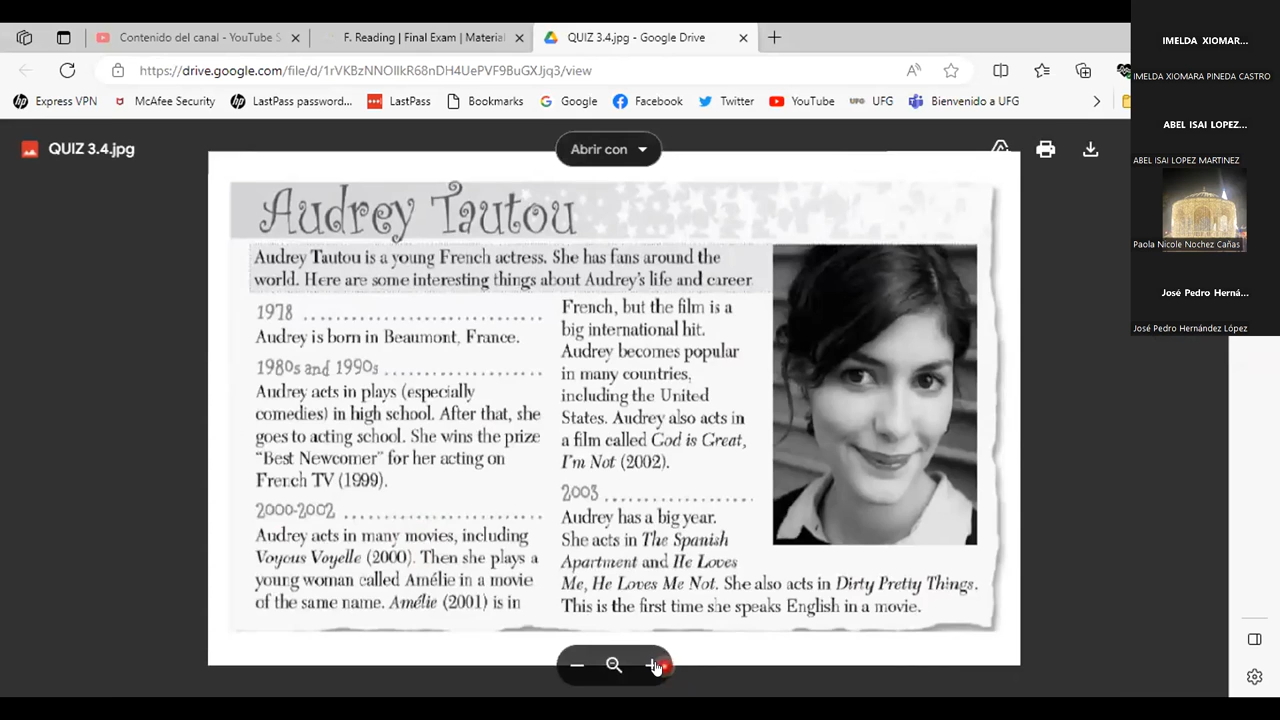 Contenido del canal - YouTube S
F. Reading | Final Exam | Material
QUIZ 3.4.jpg - Google Drive
https://drive.google.com/file/d/1rVKBzNNOIlkR68nDH4UePVF9BuGXJjq3/view
Express VPN
McAfee Security
LastPass password...
LastPass
Bookmarks
Google
Facebook
Twitter
YouTube
UFG
Bienvenido a UFG
QUIZ 3.4.jpg
Abrir con
Audrey Tautou
Audrey Tautou is a young French actress. She has fans around the
world. Here are some interesting things about Audrey's life and career
1978
Audrey is born in Beaumont, France.
1980s and 1990s
Audrey acts in plays (especially
comedies) in high school. After that, she
goes to acting school. She wins the prize
"Best Newcomer" for her acting on
French TV (1999).
2000-2002
Audrey acts in many movies, including
Voyous Voyelle (2000). Then she plays a
young woman called Amélie in a movie
of the same name. Amélie (2001) is in
French, but the film is a
big international hit.
Audrey becomes popular
in many countries,
including the United
States. Audrey also acts in
a film called God is Great,
I'm Not (2002).
2003
Audrey has a big year.
She acts in The Spanish
Apartment and He Loves
Me, He Loves Me Not. She also acts in Dirty Pretty Things.
This is the first time she speaks English in a movie.
IMELDA XIOMAR...
IMELDA XIOMARA PINEDA CASTRO
ABEL ISAI LOPEZ...
ABEL ISAI LOPEZ MARTINEZ
Paola Nicole Nochez Cañas
José Pedro Herná...
José Pedro Hernández López